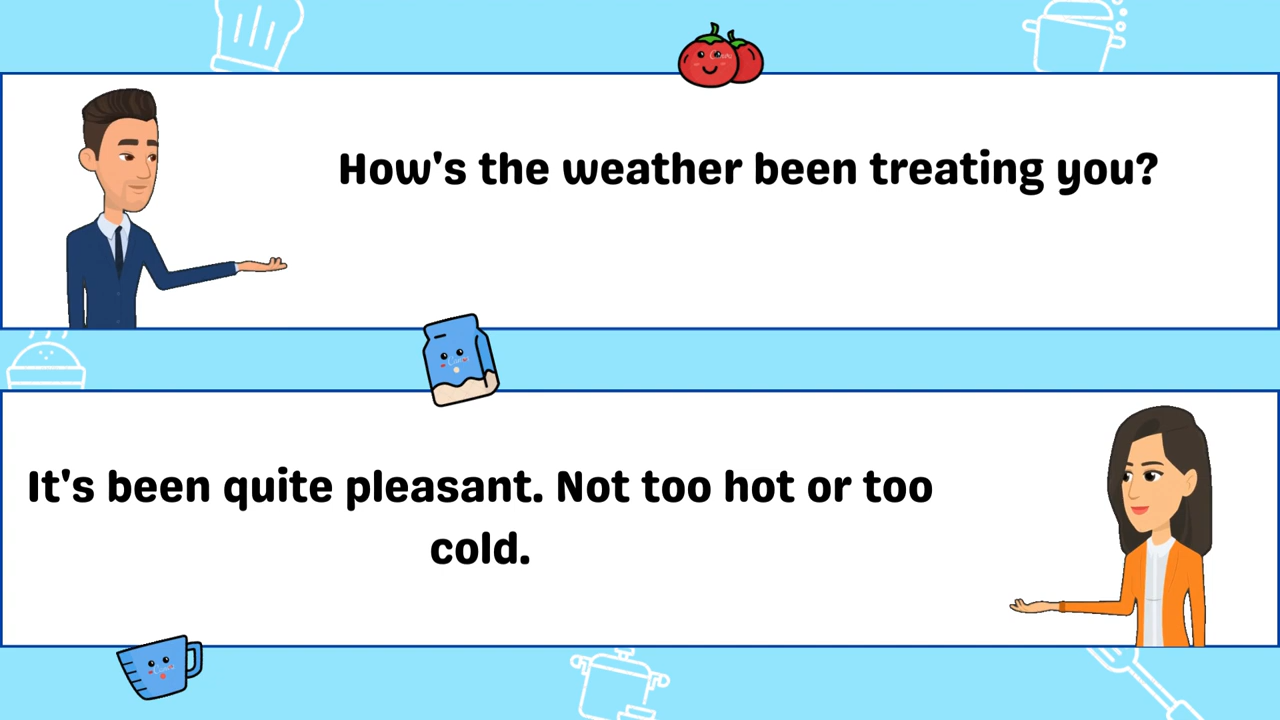 How's the weather been treating you?
It's been quite pleasant. Not too hot or too
cold.